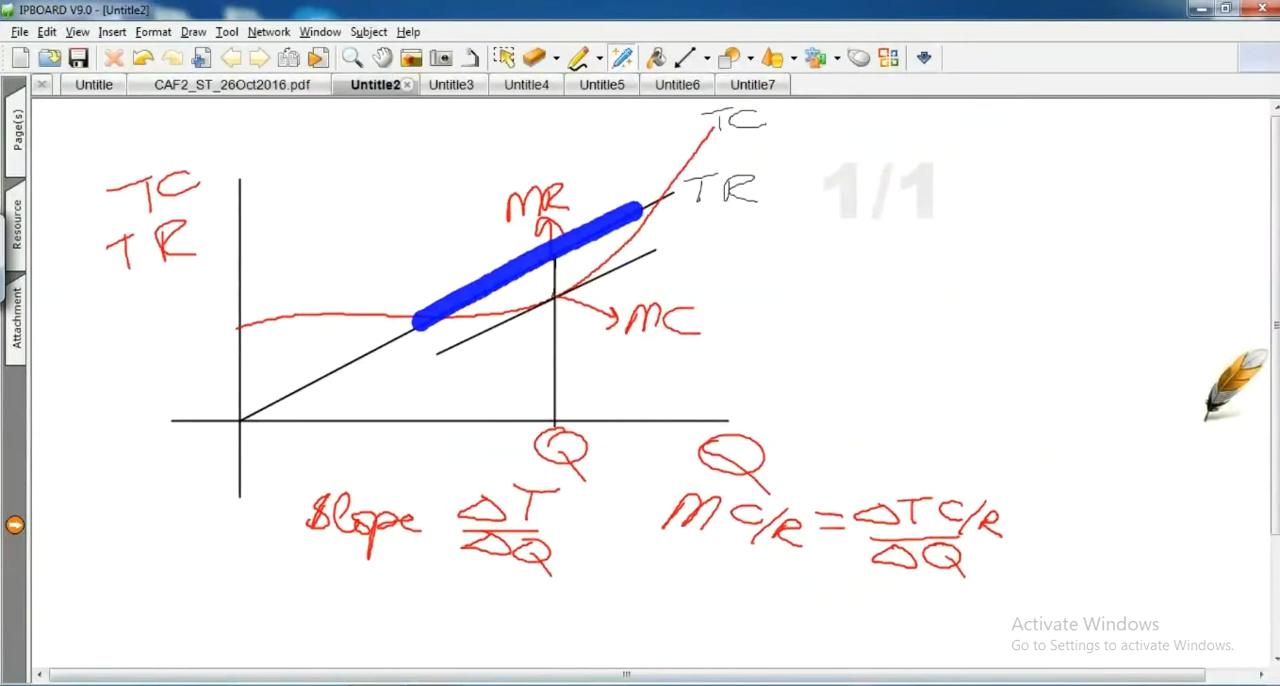 IPBOARD V9.0 - [Untitle2]
File Edit View Insert Format Draw Tool Network Window Subject Help
Untitle CAF2_ST_26Oct2016.pdf Untitle2 Untitle3 Untitle4 Untitle5 Untitle6 Untitle7
Page(s)
Resource
Attachment
1/1
TC
TR
TC
TR
MR
MC
Q
Q
Slope ΔT/ΔQ
MC/R = ΔTC/R / ΔQ
Activate Windows
Go to Settings to activate Windows.